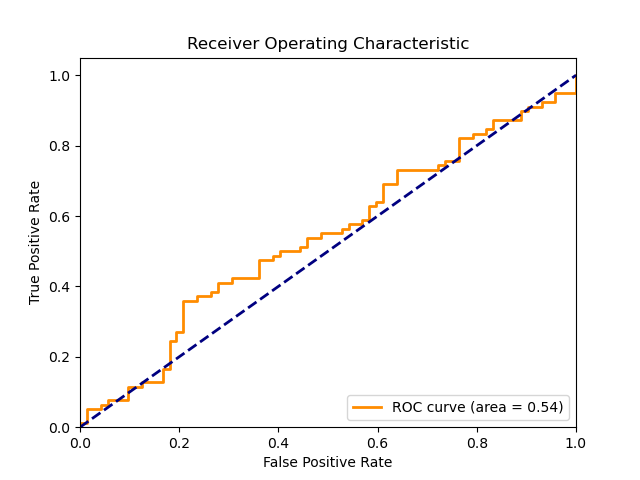 Receiver Operating Characteristic
1.0
0.8
0.6
0.4
0.2
0.0
True Positive Rate
ROC curve (area = 0.54)
0.0 0.2 0.4 0.6 0.8 1.0
False Positive Rate